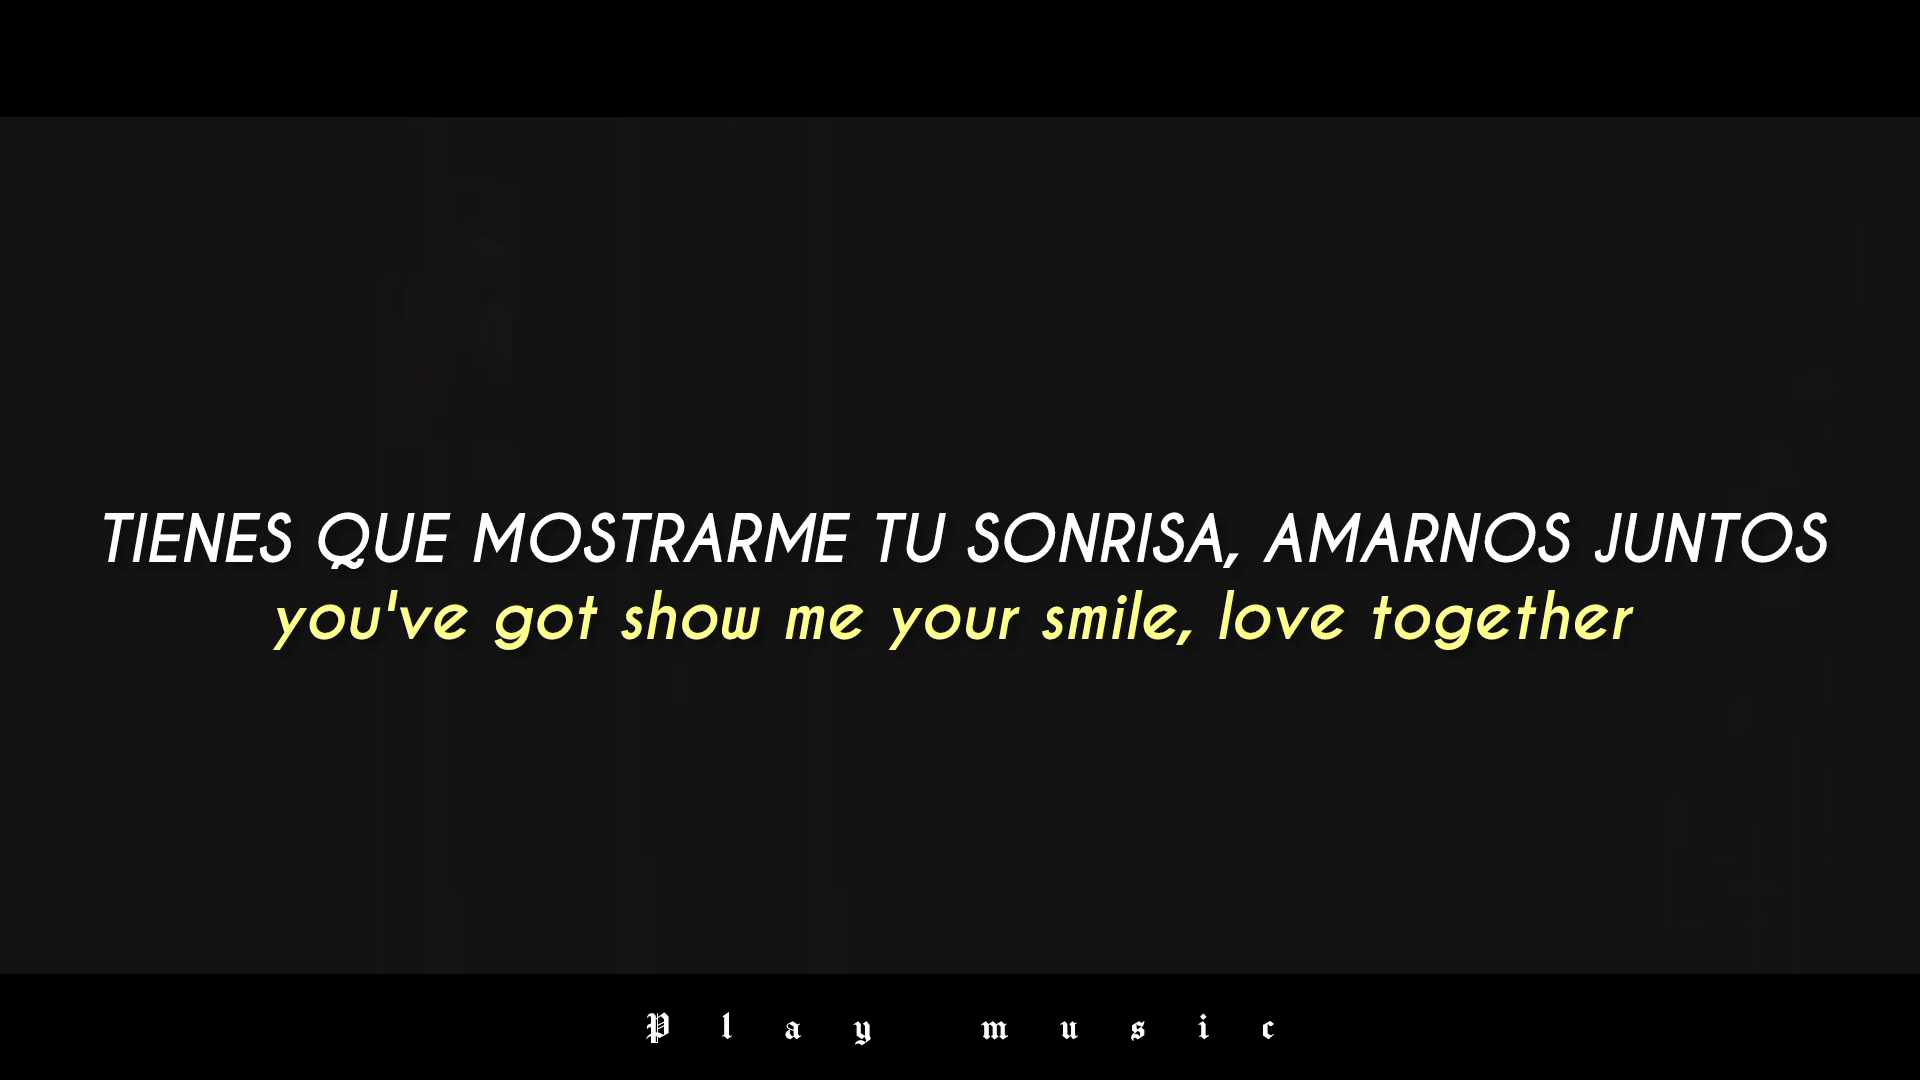 TIENES QUE MOSTRARME TU SONRISA, AMARNOS JUNTOS
you've got show me your smile, love together
Play music